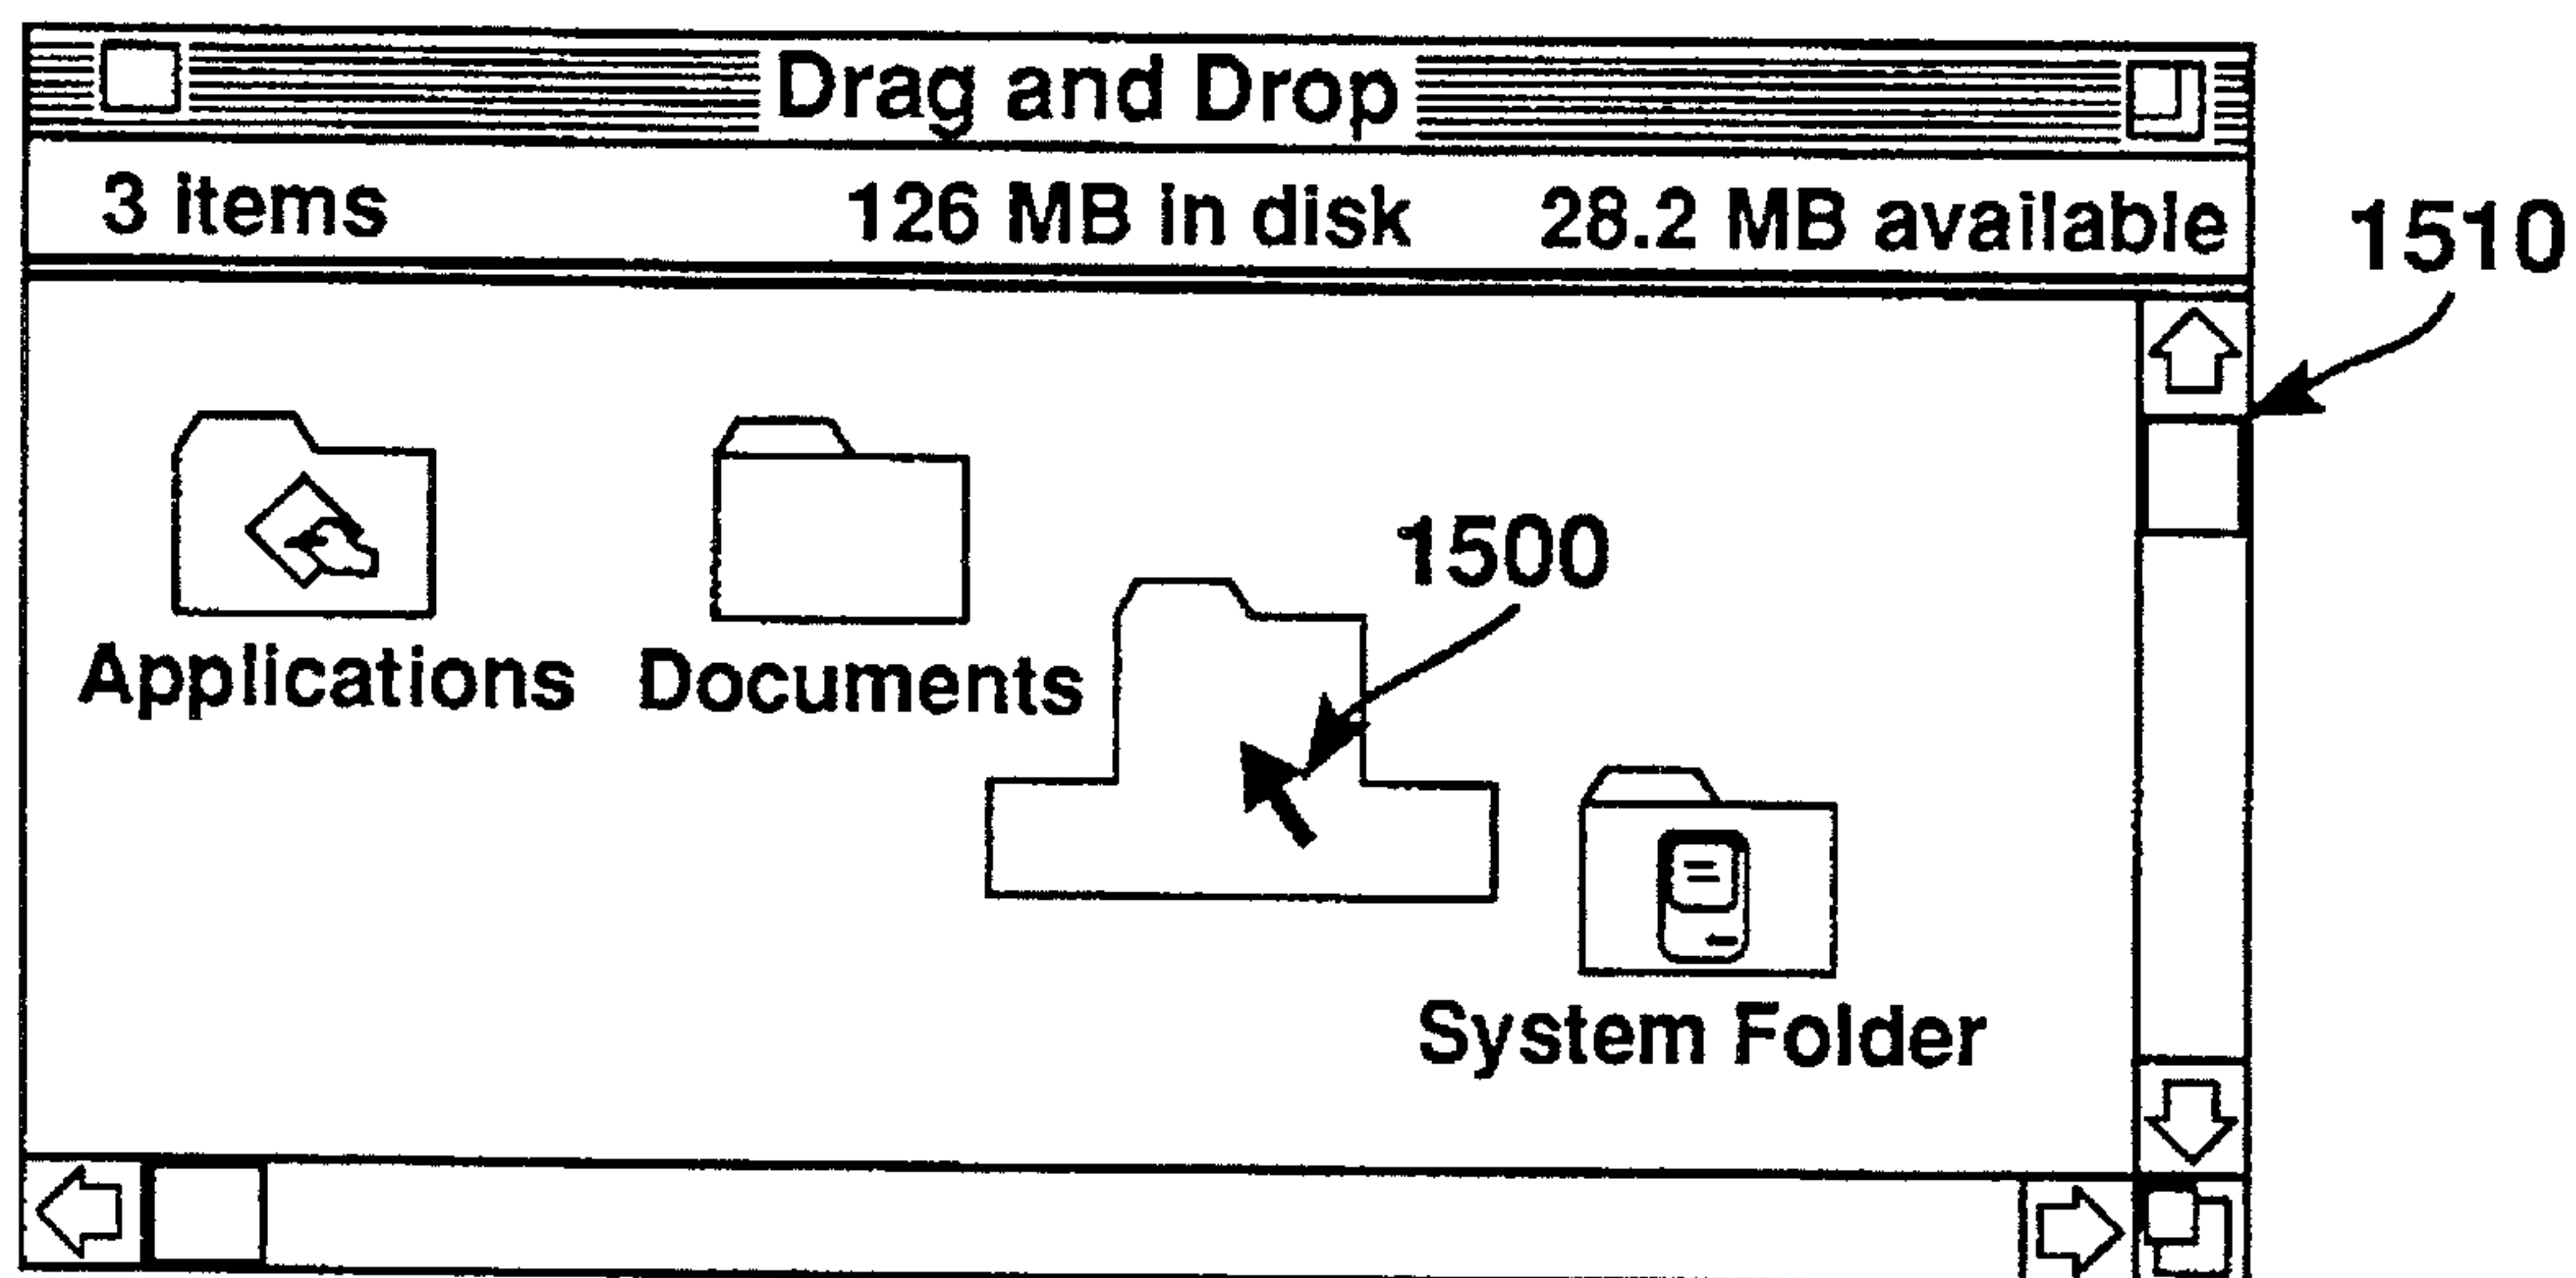 Drag and Drop
3 items 126 MB in disk 28.2 MB available
1510
1500
Applications Documents
System Folder